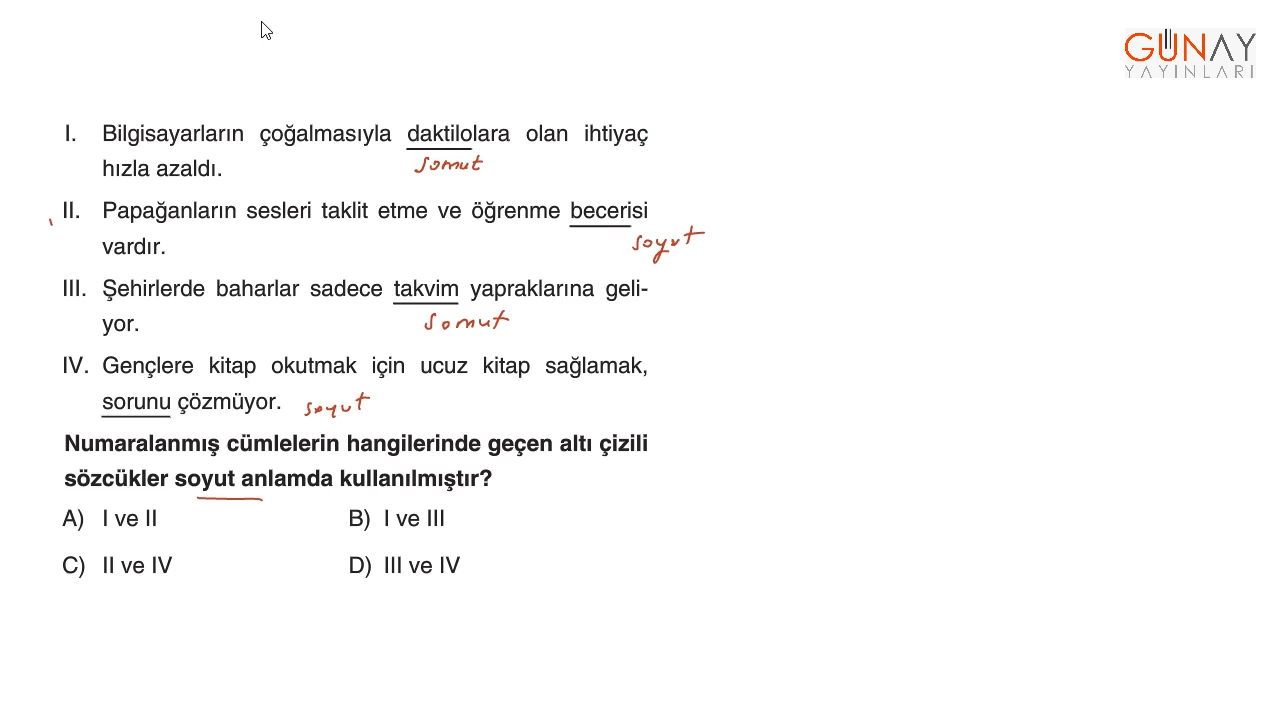 GÜNAY
YAYINLARI
I. Bilgisayarların çoğalmasıyla daktilolara olan ihtiyaç
hızla azaldı.
somut
II. Papağanların sesleri taklit etme ve öğrenme becerisi
vardır.
soyut
III. Şehirlerde baharlar sadece takvim yapraklarına geli-
yor.
somut
IV. Gençlere kitap okutmak için ucuz kitap sağlamak,
sorunu çözmüyor. soyut
Numaralanmış cümlelerin hangilerinde geçen altı çizili
sözcükler soyut anlamda kullanılmıştır?
A) I ve II B) I ve III
C) II ve IV D) III ve IV